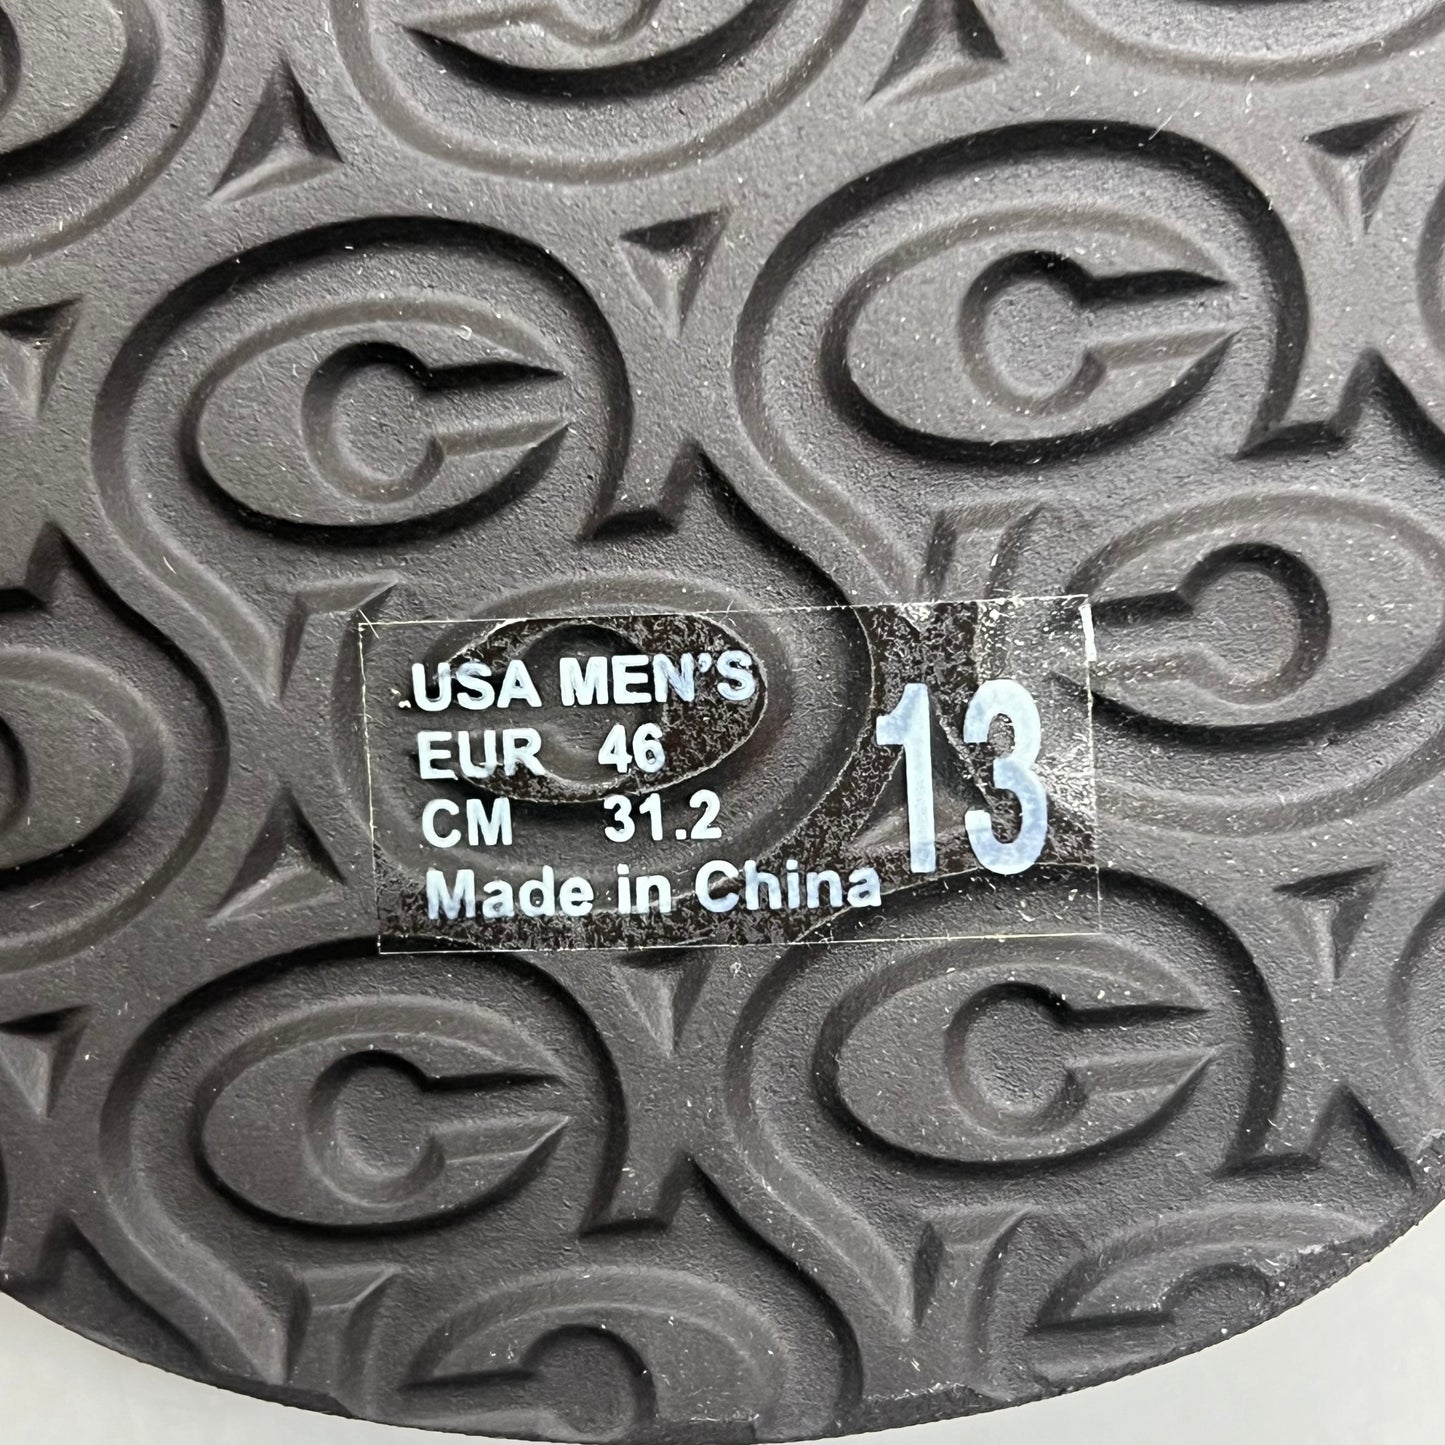 USA MEN'S
EUR 46
CM 31.2
Made in China
13